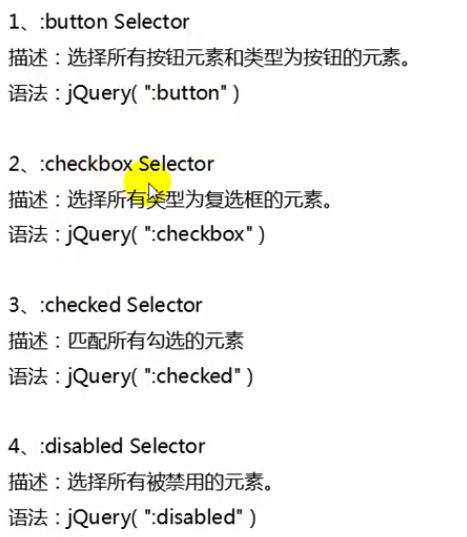 1、:button Selector
描述：选择所有按钮元素和类型为按钮的元素。
语法：jQuery( ":button" )
2、:checkbox Selector
描述：选择所有类型为复选框的元素。
语法：jQuery( ":checkbox" )
3、:checked Selector
描述：匹配所有勾选的元素
语法：jQuery( ":checked" )
4、:disabled Selector
描述：选择所有被禁用的元素。
语法：jQuery( ":disabled" )